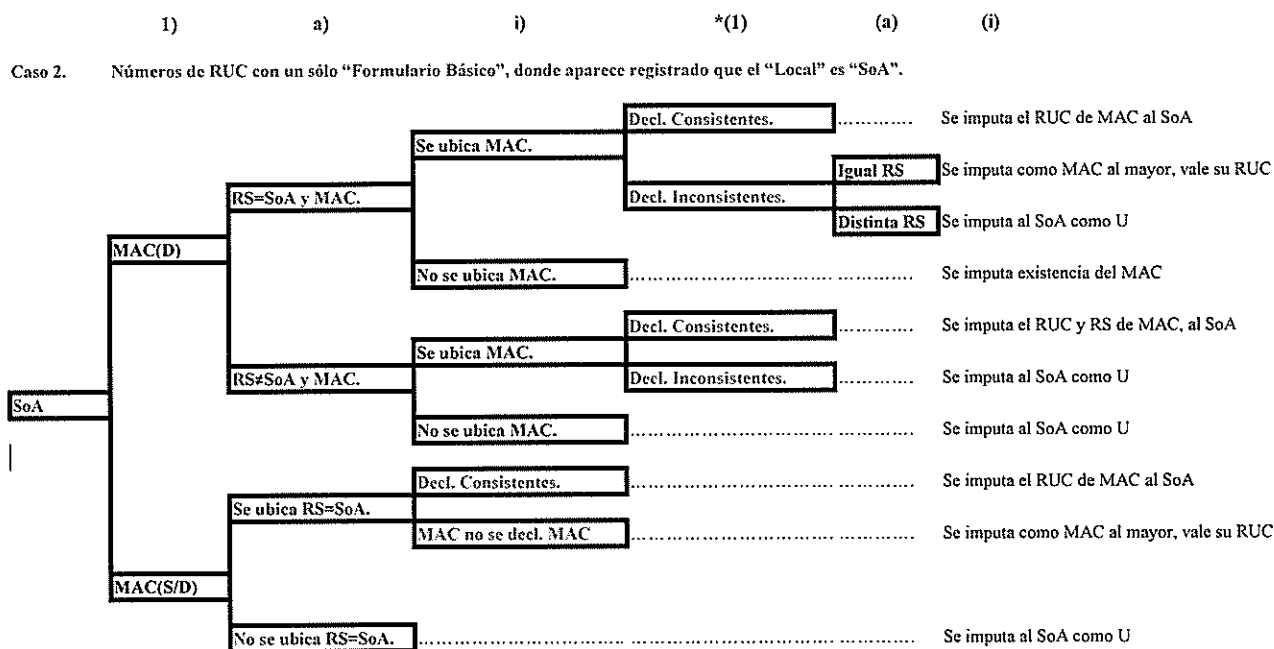 1) a) i) *(1) (a) (i)
Caso 2. Números de RUC con un sólo “Formulario Básico”, donde aparece registrado que el “Local” es “SoA”.
Decl. Consistentes. ............ Se imputa el RUC de MAC al SoA
Se ubica MAC.
Igual RS Se imputa como MAC al mayor, vale su RUC
RS=SoA y MAC.
Decl. Inconsistentes.
Distinta RS Se imputa al SoA como U
MAC(D)
No se ubica MAC. ............ Se imputa existencia del MAC
Decl. Consistentes. ............ Se imputa el RUC y RS de MAC, al SoA
Se ubica MAC.
RS≠SoA y MAC.
Decl. Inconsistentes. ............ Se imputa al SoA como U
SoA
No se ubica MAC. ............ Se imputa al SoA como U
Decl. Consistentes. ............ Se imputa el RUC de MAC al SoA
Se ubica RS=SoA.
MAC no se decl. MAC ............ Se imputa como MAC al mayor, vale su RUC
MAC(S/D)
No se ubica RS=SoA. ............ Se imputa al SoA como U